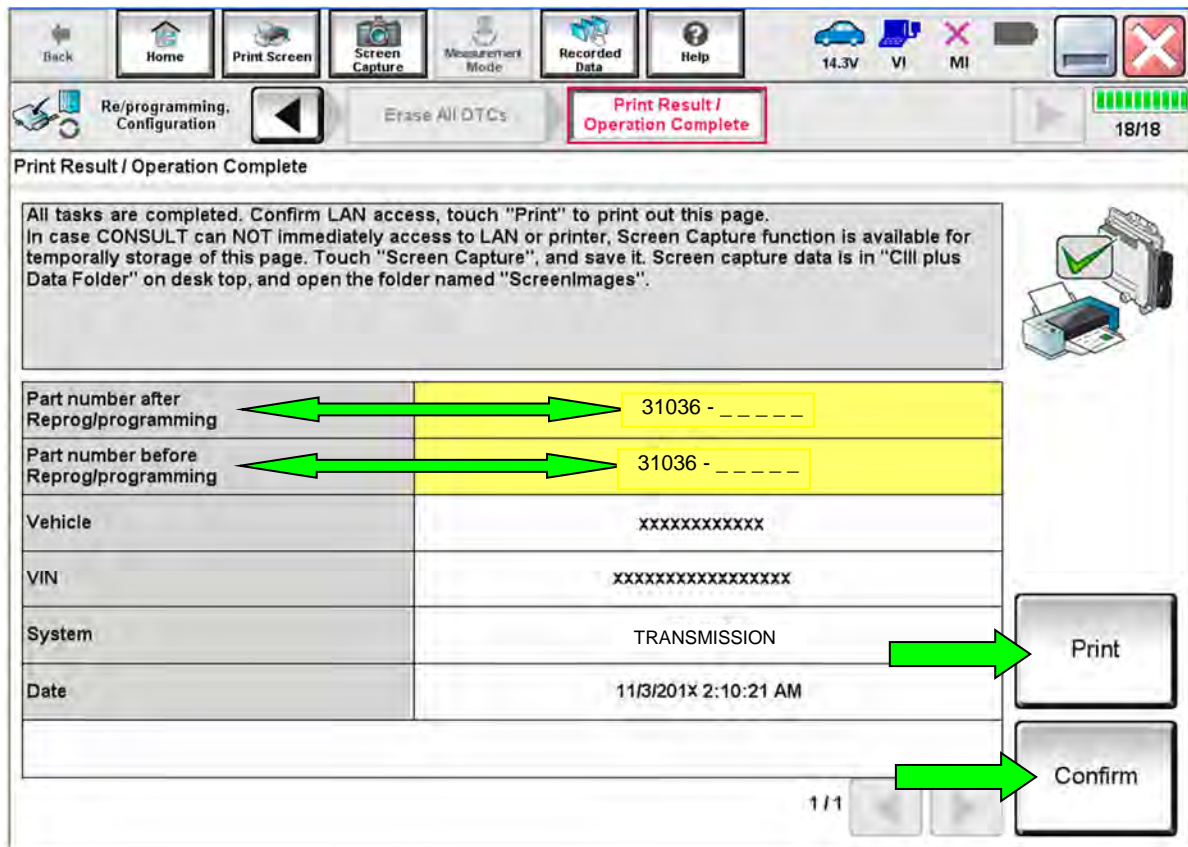 Back
Home
Print Screen
Screen
Capture
Measurement
Mode
Recorded
Data
Help
14.3V
VI
MI
Re/programming,
Configuration
Erase All DTCs
Print Result /
Operation Complete
18/18
Print Result / Operation Complete
All tasks are completed. Confirm LAN access, touch "Print" to print out this page.
In case CONSULT can NOT immediately access to LAN or printer, Screen Capture function is available for
temporally storage of this page. Touch "Screen Capture", and save it. Screen capture data is in "CIII plus
Data Folder" on desk top, and open the folder named "ScreenImages".
Part number after
Reprog/programming
31036 - _ _ _ _ _
Part number before
Reprog/programming
31036 - _ _ _ _ _
Vehicle
xxxxxxxxxxxx
VIN
xxxxxxxxxxxxxxxxx
System
TRANSMISSION
Date
11/3/201X 2:10:21 AM
Print
Confirm
1/1